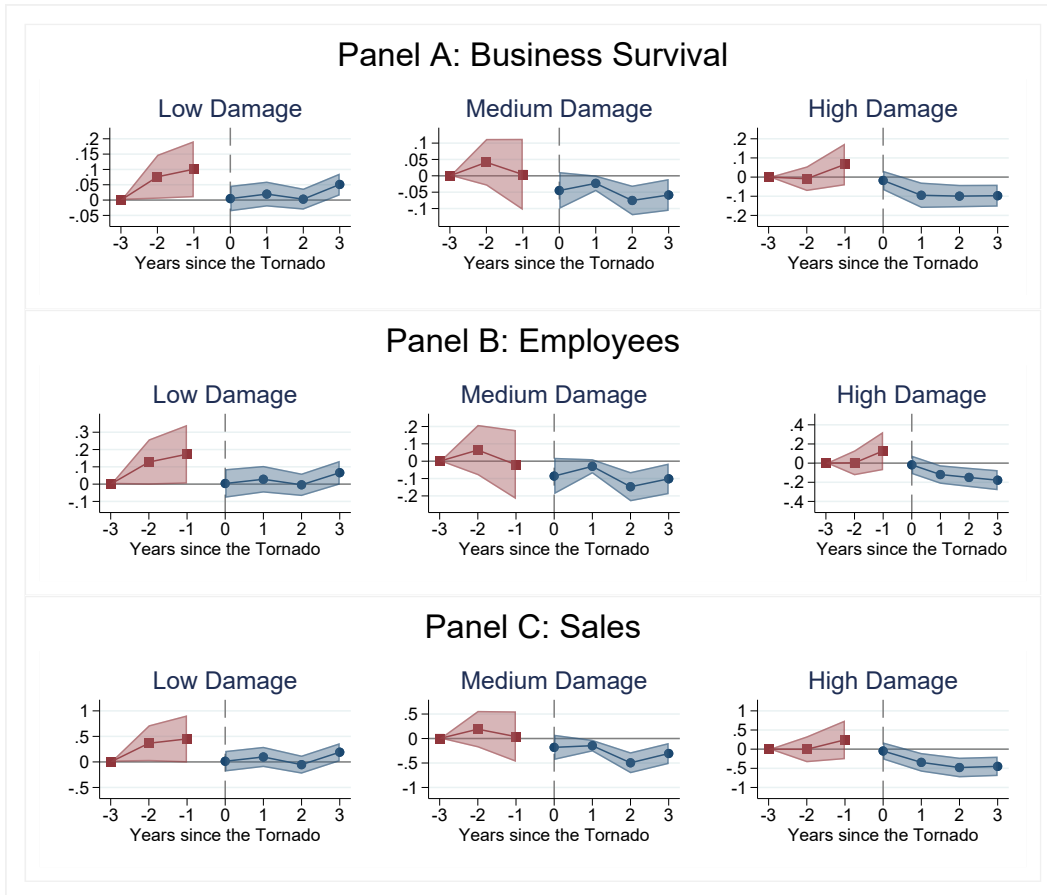 Panel A: Business Survival
Low Damage Medium Damage High Damage
.2 .15 .1 .05 0 -.05
-3 -2 -1 0 1 2 3
Years since the Tornado
.1 .05 0 -.05 -.1
-3 -2 -1 0 1 2 3
Years since the Tornado
.2 .1 0 -.1 -.2
-3 -2 -1 0 1 2 3
Years since the Tornado
Panel B: Employees
Low Damage Medium Damage High Damage
.3 .2 .1 0 -.1
-3 -2 -1 0 1 2 3
Years since the Tornado
.2 .1 0 -.1 -.2
-3 -2 -1 0 1 2 3
Years since the Tornado
.4 .2 0 -.2 -.4
-3 -2 -1 0 1 2 3
Years since the Tornado
Panel C: Sales
Low Damage Medium Damage High Damage
1 .5 0 -.5
-3 -2 -1 0 1 2 3
Years since the Tornado
.5 0 -.5 -1
-3 -2 -1 0 1 2 3
Years since the Tornado
1 .5 0 -.5 -1
-3 -2 -1 0 1 2 3
Years since the Tornado